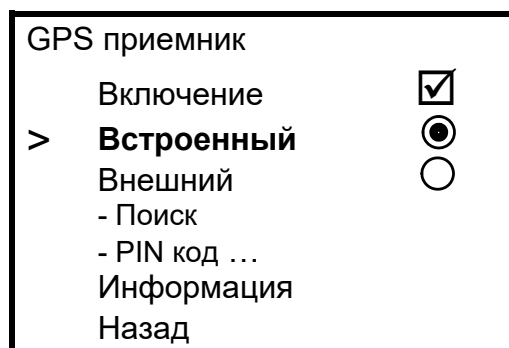 GPS приемник
Включение
> Встроенный
Внешний
- Поиск
- PIN код …
Информация
Назад